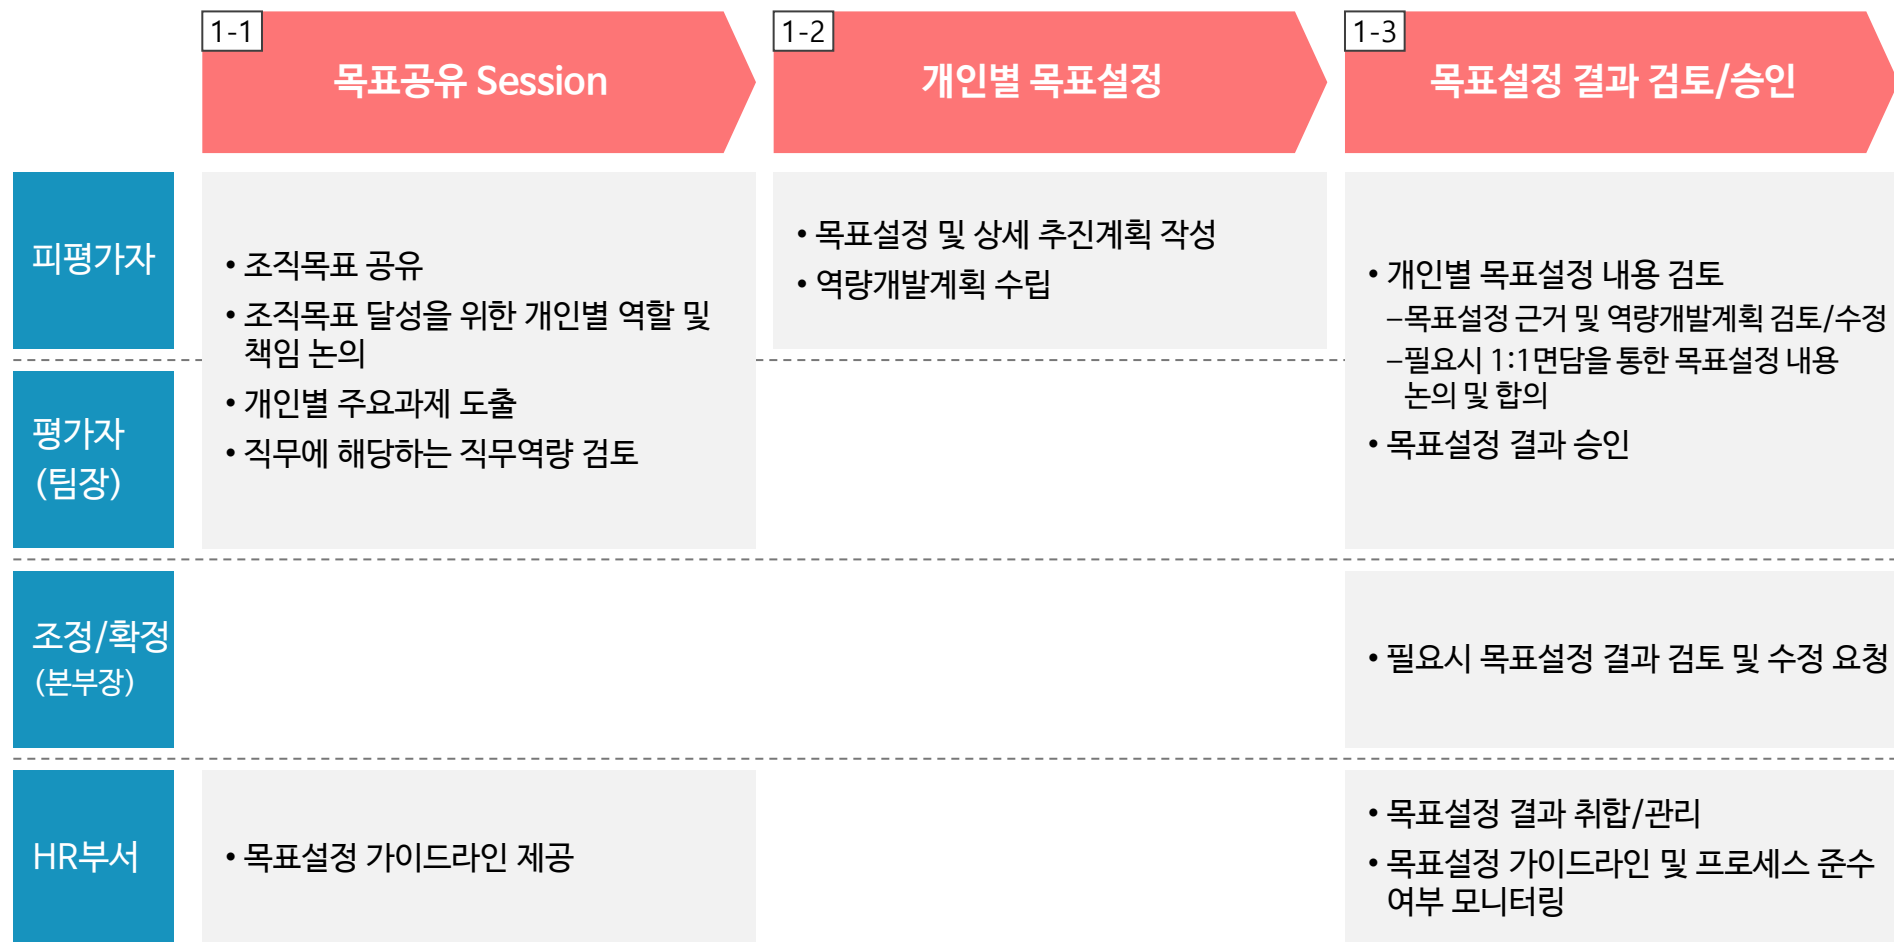 1-1
목표공유 Session
1-2
개인별 목표설정
1-3
목표설정 결과 검토/승인
피평가자
평가자
(팀장)
• 조직목표 공유
• 조직목표 달성을 위한 개인별 역할 및
책임 논의
• 개인별 주요과제 도출
• 직무에 해당하는 직무역량 검토
• 목표설정 및 상세 추진계획 작성
• 역량개발계획 수립
• 개인별 목표설정 내용 검토
–목표설정 근거 및 역량개발계획 검토/수정
–필요시 1:1면담을 통한 목표설정 내용
논의 및 합의
• 목표설정 결과 승인
조정/확정
(본부장)
• 필요시 목표설정 결과 검토 및 수정 요청
HR부서
• 목표설정 가이드라인 제공
• 목표설정 결과 취합/관리
• 목표설정 가이드라인 및 프로세스 준수
여부 모니터링